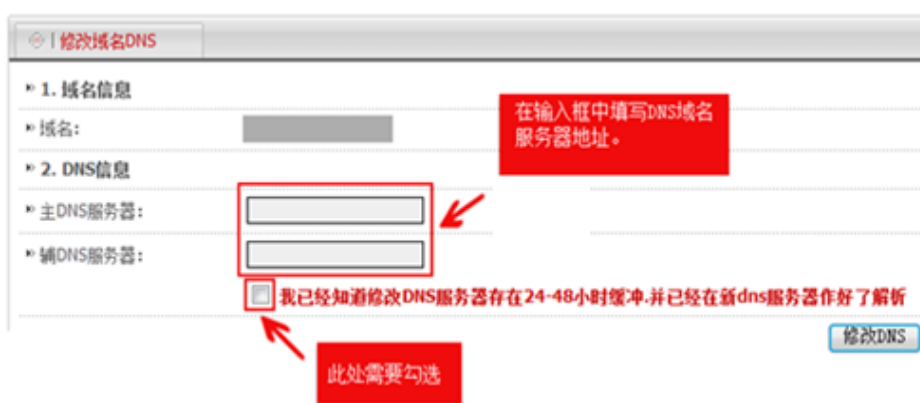 修改域名DNS
1. 域名信息
域名:
在输入框中填写DNS域名
服务器地址。
2. DNS信息
主DNS服务器:
辅DNS服务器:
我已经知道修改DNS服务器存在24-48小时缓冲.并已经在新dns服务器作好了解析
修改DNS
此处需要勾选